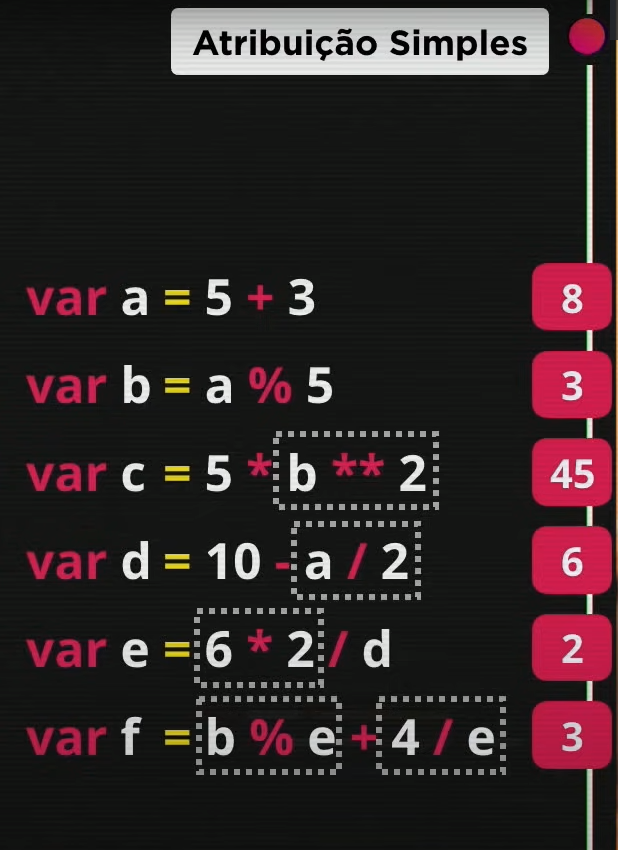 Atribuição Simples
var a = 5 + 3 8
var b = a % 5 3
var c = 5 * b ** 2 45
var d = 10 - a / 2 6
var e = 6 * 2 / d 2
var f = b % e + 4 / e 3